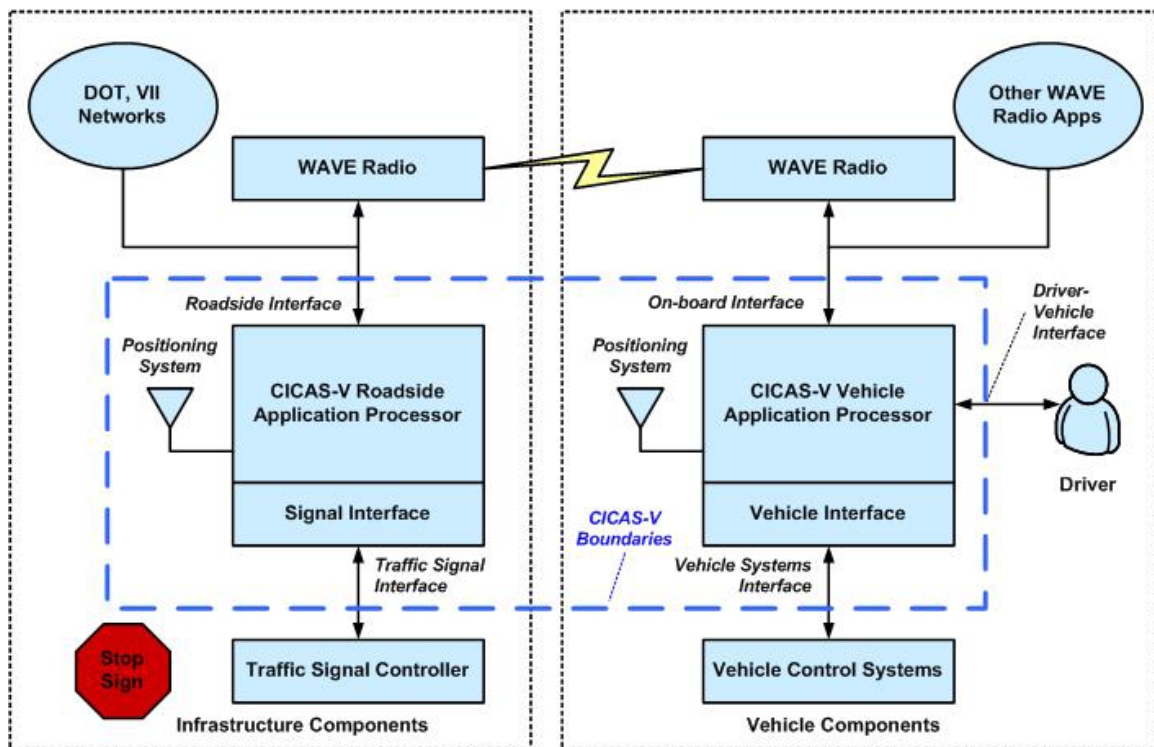 DOT, VII
Networks
WAVE Radio
WAVE Radio
Other WAVE
Radio Apps
Roadside Interface
On-board Interface
Driver-
Vehicle
Interface
Positioning
System
CICAS-V Roadside
Application Processor
Positioning
System
CICAS-V Vehicle
Application Processor
Driver
Signal Interface
Vehicle Interface
CICAS-V
Boundaries
Traffic Signal
Interface
Vehicle Systems
Interface
Stop
Sign
Traffic Signal Controller
Vehicle Control Systems
Infrastructure Components
Vehicle Components